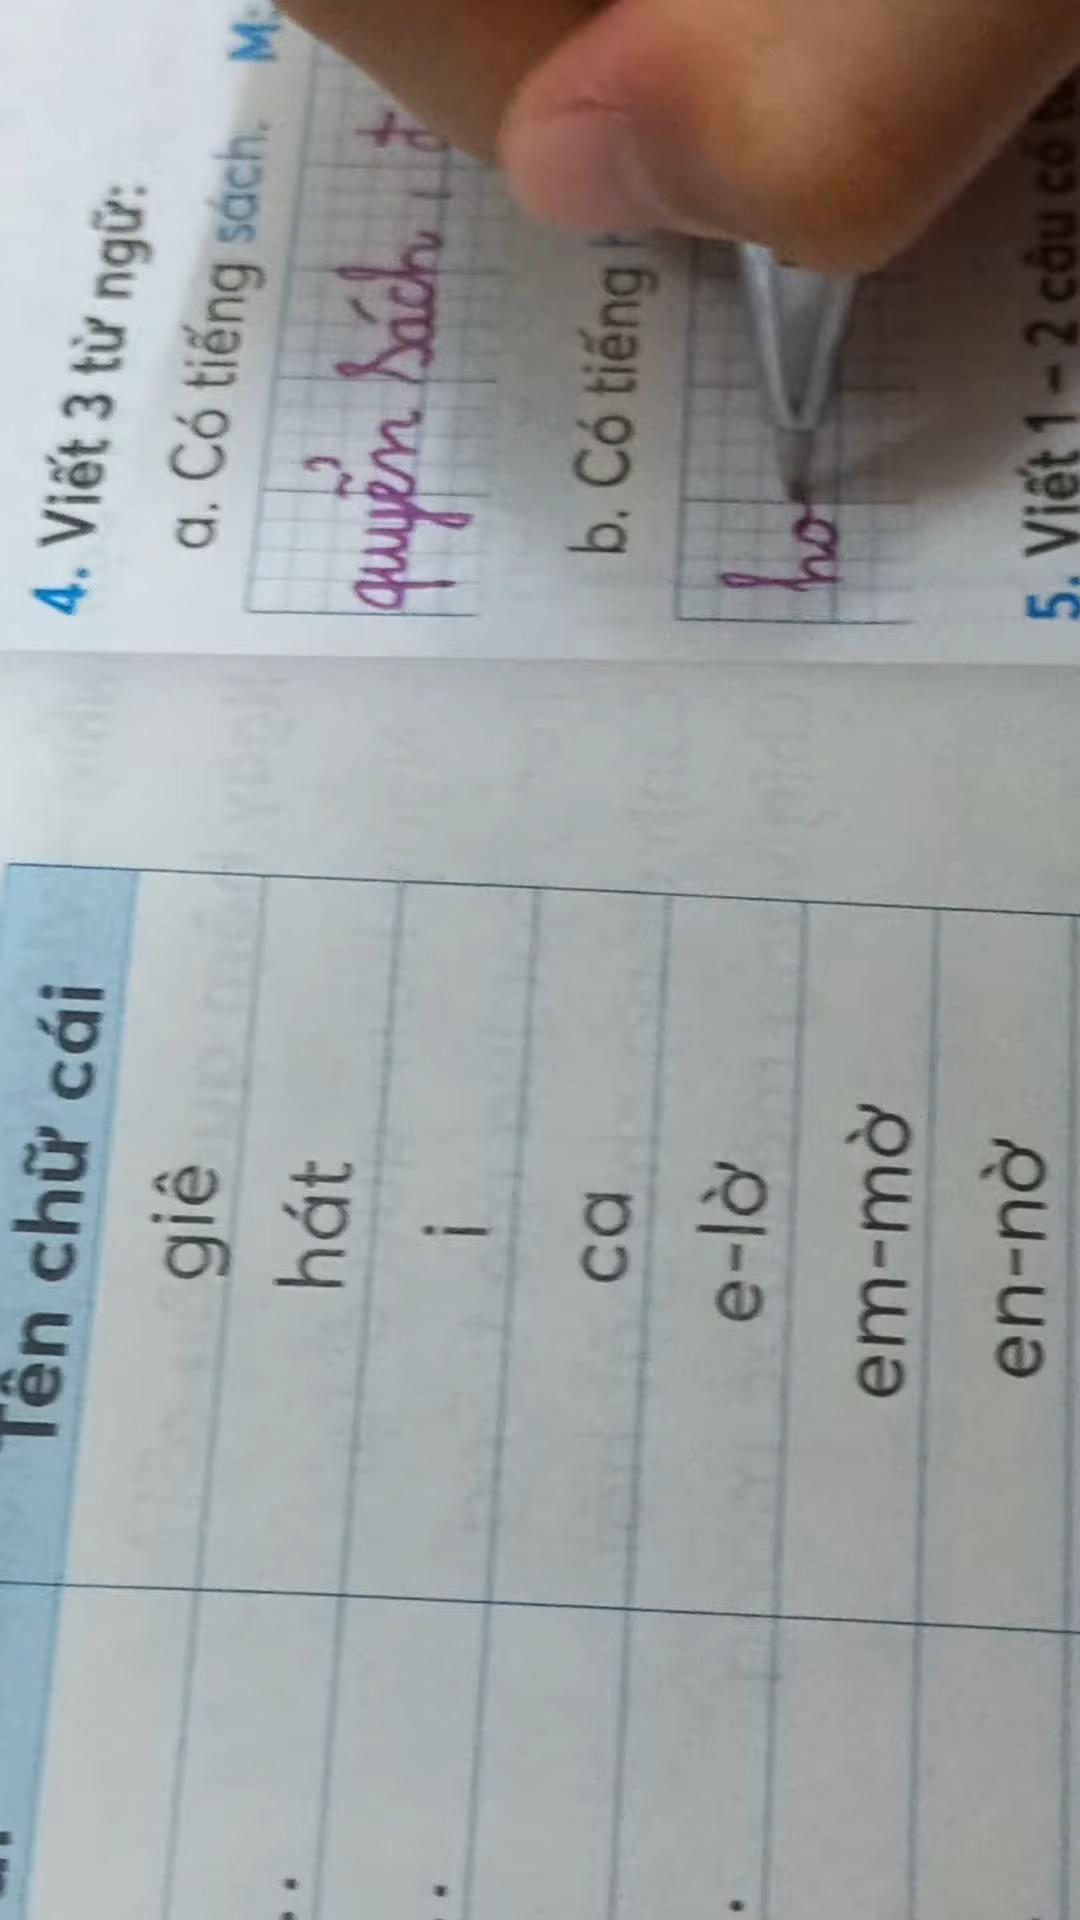 Tên chữ cái
giê
hát
i
ca
e-lờ
em-mờ
en-nờ
4. Viết 3 từ ngữ:
a. Có tiếng sách. M:
quyển sách, t
b. Có tiếng
ho
5. Viết 1 - 2 câu có